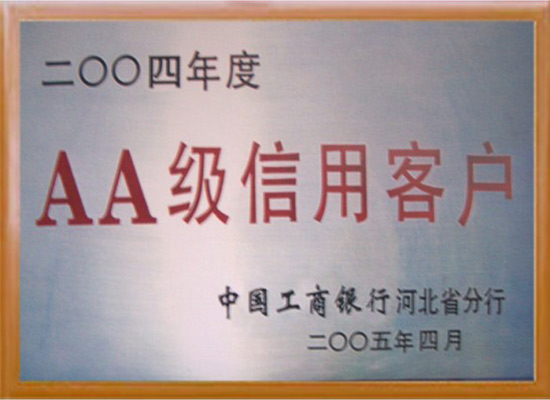 二〇〇四年度
AA级信用客户
中国工商银行河北省分行
二〇〇五年四月